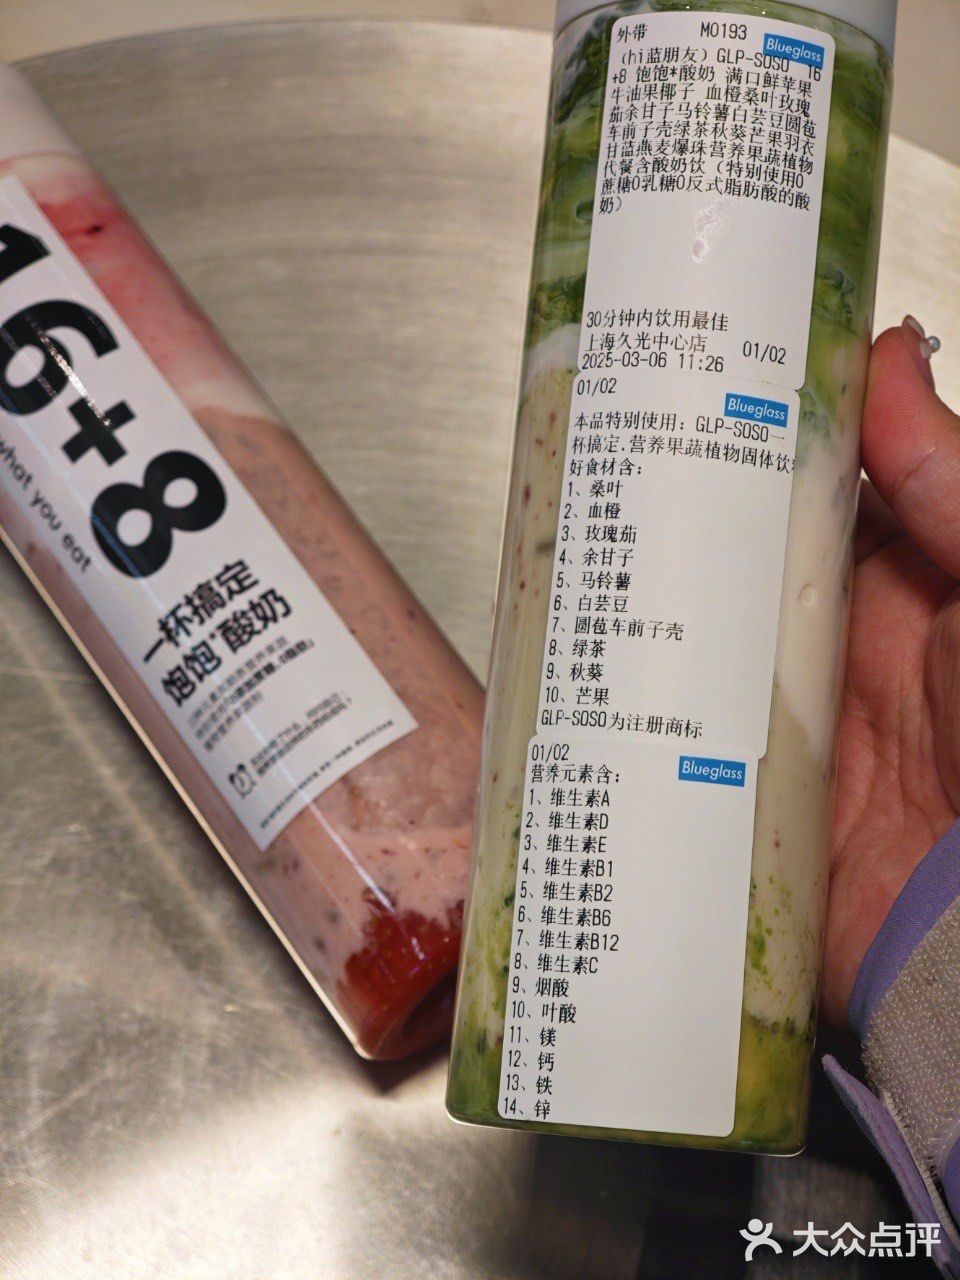 外带 M0193
Blueglass
(hi蓝朋友) GLP-SOSO 16
+8 饱饱*酸奶 满口鲜苹果
牛油果椰子 血橙桑叶玫瑰
茄余甘子马铃薯白芸豆圆苞
车前子壳绿茶秋葵芒果羽衣
甘蓝燕麦爆珠营养果蔬植物
代餐含酸奶饮（特别使用0
蔗糖0乳糖0反式脂肪酸的酸
奶）
30分钟内饮用最佳
上海久光中心店 01/02
2025-03-06 11:26
01/02
Blueglass
本品特别使用：GLP-SOSO一
杯搞定.营养果蔬植物固体饮
好食材含：
1、桑叶
2、血橙
3、玫瑰茄
4、余甘子
5、马铃薯
6、白芸豆
7、圆苞车前子壳
8、绿茶
9、秋葵
10、芒果
GLP-SOSO为注册商标
01/02
Blueglass
营养元素含：
1、维生素A
2、维生素D
3、维生素E
4、维生素B1
5、维生素B2
6、维生素B6
7、维生素B12
8、维生素C
9、烟酸
10、叶酸
11、镁
12、钙
13、铁
14、锌
16+8
what you eat
一杯搞定
饱饱*酸奶
大众点评